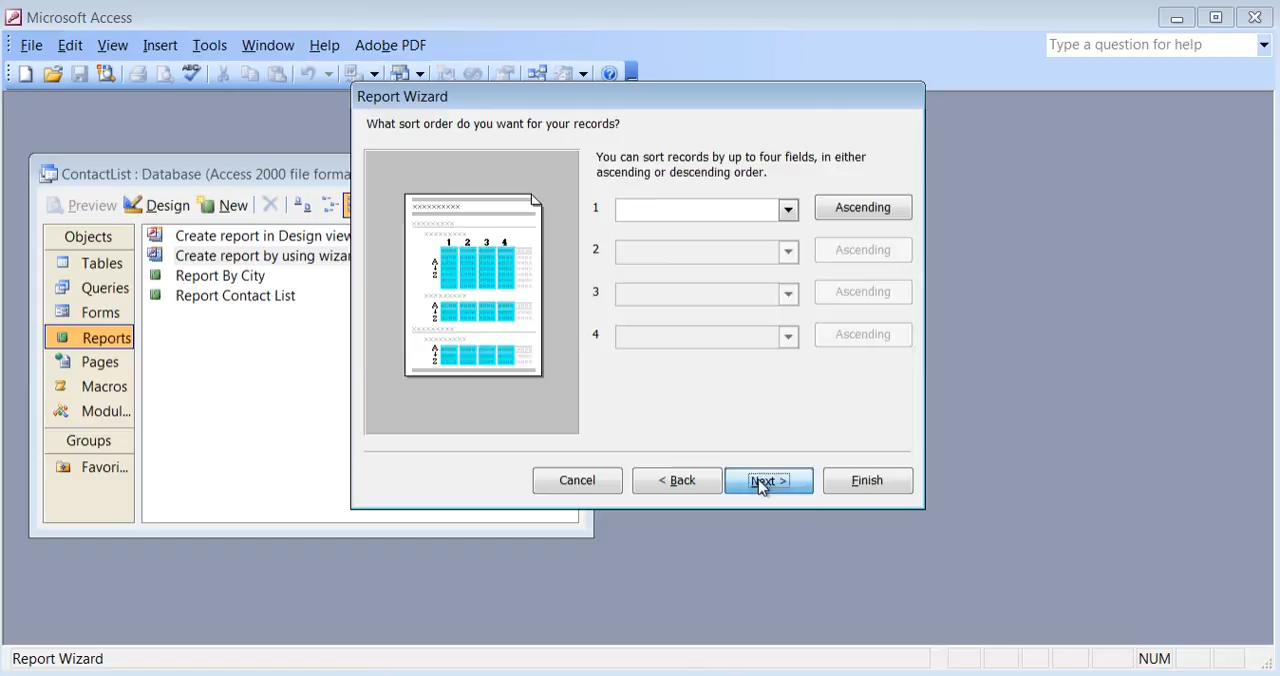 Microsoft Access
File Edit View Insert Tools Window Help Adobe PDF
Type a question for help
Report Wizard
What sort order do you want for your records?
You can sort records by up to four fields, in either
ascending or descending order.
1 Ascending
2 Ascending
3 Ascending
4 Ascending
1 2 3 4
ContactList : Database (Access 2000 file forma
Preview Design New
Objects
Tables
Queries
Forms
Reports
Pages
Macros
Modul...
Groups
Favori...
Create report in Design view
Create report by using wizar
Report By City
Report Contact List
Cancel < Back Next > Finish
Report Wizard NUM